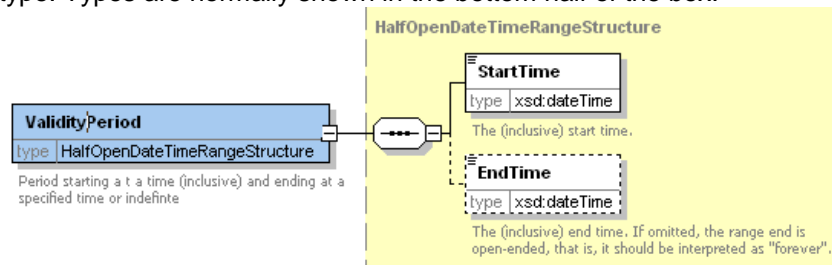 type. Types are normally shown in the bottom half of the box.
HalfOpenDateTimeRangeStructure
StartTime
type xsd:dateTime
The (inclusive) start time.
ValidityPeriod
type HalfOpenDateTimeRangeStructure
Period starting a t a time (inclusive) and ending at a
specified time or indefinte
EndTime
type xsd:dateTime
The (inclusive) end time. If omitted, the range end is
open-ended, that is, it should be interpreted as "forever".